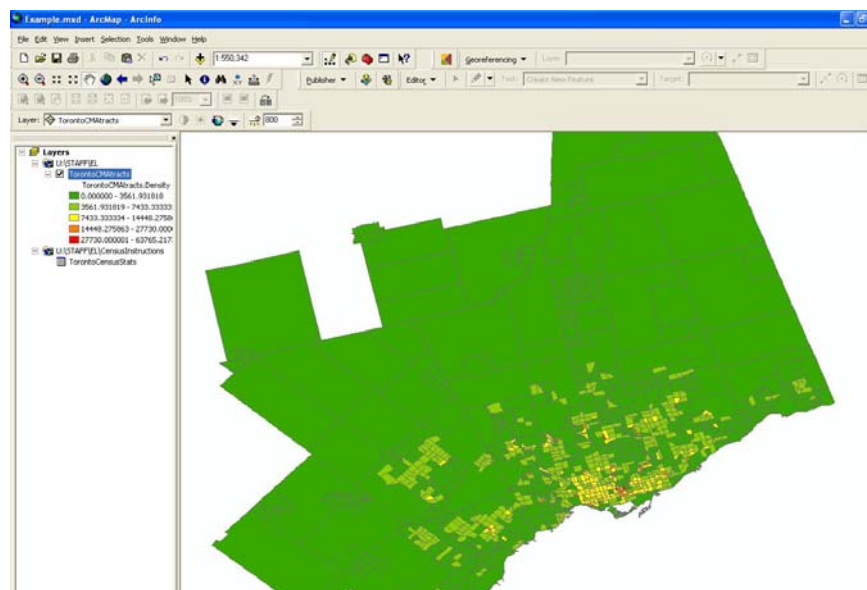 Example.mxd - ArcMap - ArcInfo
File Edit View Insert Selection Tools Window Help
1:550,342 Georeferencing Layer:
Publisher Editor Task: Create New Feature Target:
100%
Layer: TorontoCMAtracts 800
Layers
U:\STAFF\EL
TorontoCMAtracts
TorontoCMAtracts.Density
0.000000 - 3561.931818
3561.931819 - 7433.33333
7433.333334 - 14448.2758
14448.275863 - 27730.000
27730.000001 - 63765.217
U:\STAFF\EL\CensusInstructions
TorontoCensusStats